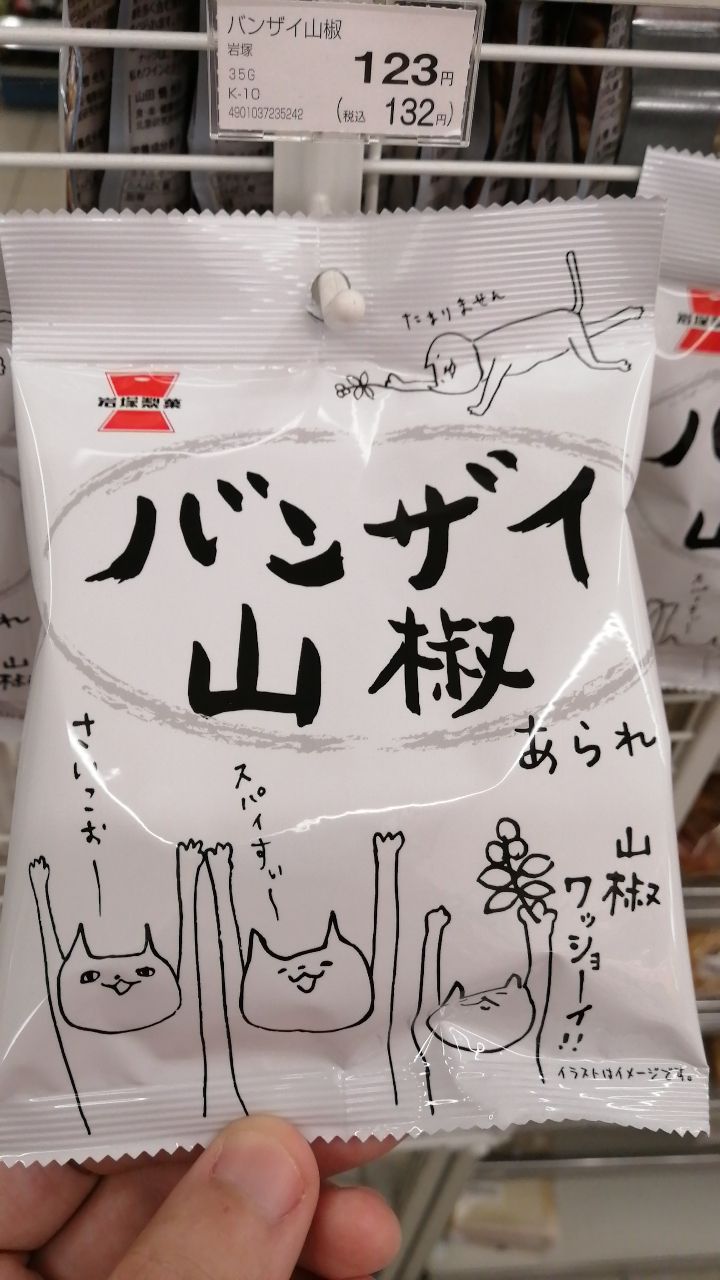 バンザイ山椒
岩塚
35G
K-10
4901037235242
123円
(税込 132円)
たまりません
岩塚製菓
バンザイ
山椒
あられ
さいこおー
スパイすぃ〜
山椒
ワッショーイ!!
イラストはイメージです。